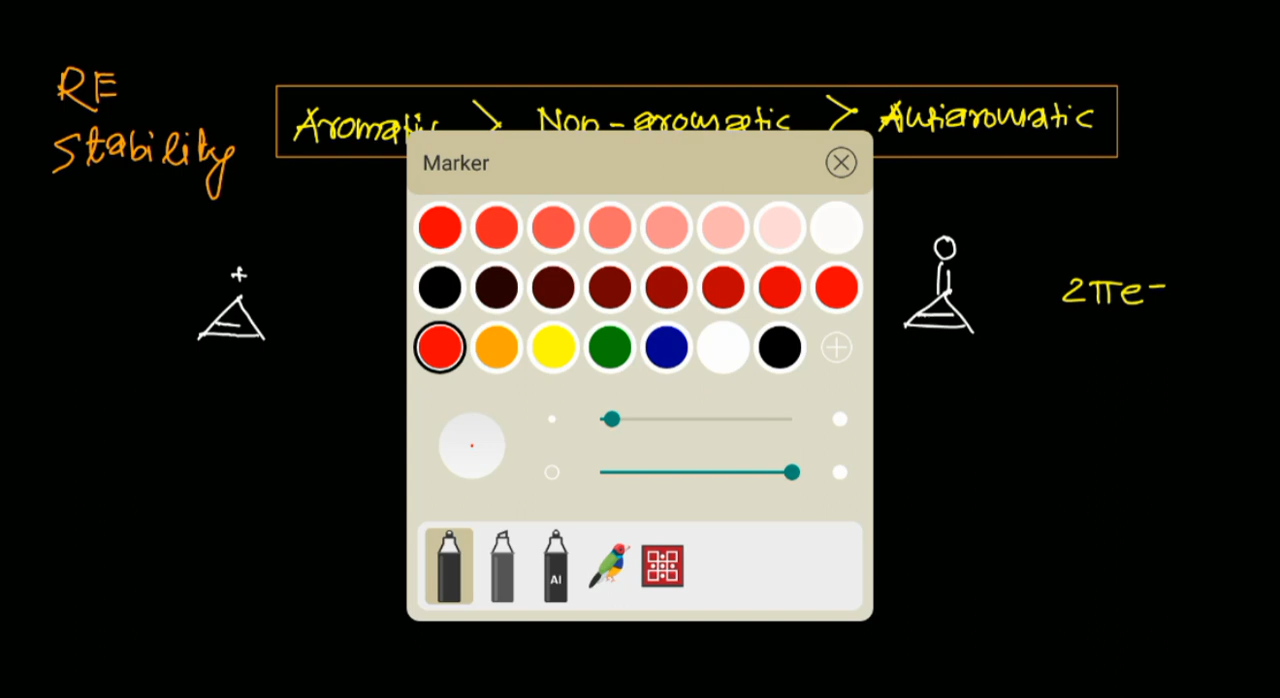 RE
Stability
Aromatic > Non-aromatic > Antiaromatic
Marker
+
2πe-
AI